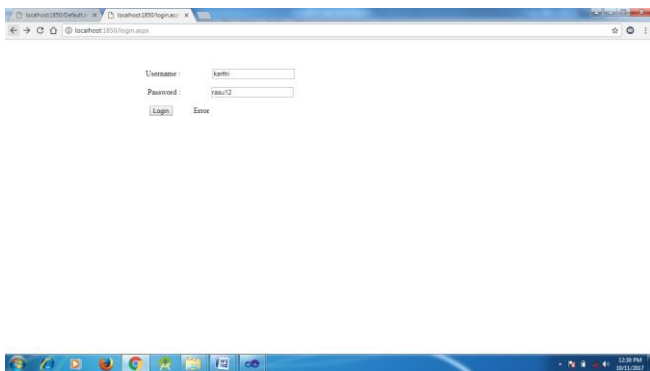 localhost:1850/Default.a
localhost:1850/login.asp
localhost:1850/login.aspx
Username :
karthi
Password :
rasu12
Login
Error
12:30 PM
10/11/2017